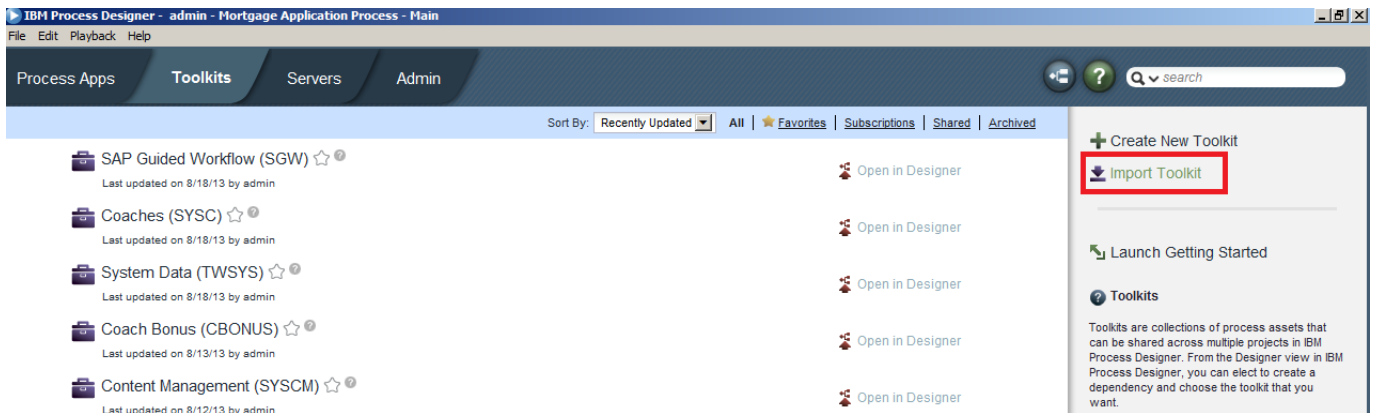 IBM Process Designer - admin - Mortgage Application Process - Main
File Edit Playback Help
Process Apps Toolkits Servers Admin search
Sort By: Recently Updated All | Favorites | Subscriptions | Shared | Archived
SAP Guided Workflow (SGW)
Last updated on 8/18/13 by admin
Open in Designer
Coaches (SYSC)
Last updated on 8/18/13 by admin
Open in Designer
System Data (TWSYS)
Last updated on 8/18/13 by admin
Open in Designer
Coach Bonus (CBONUS)
Last updated on 8/13/13 by admin
Open in Designer
Content Management (SYSCM)
Last updated on 8/12/13 by admin
Open in Designer
Create New Toolkit
Import Toolkit
Launch Getting Started
Toolkits
Toolkits are collections of process assets that
can be shared across multiple projects in IBM
Process Designer. From the Designer view in IBM
Process Designer, you can elect to create a
dependency and choose the toolkit that you
want.